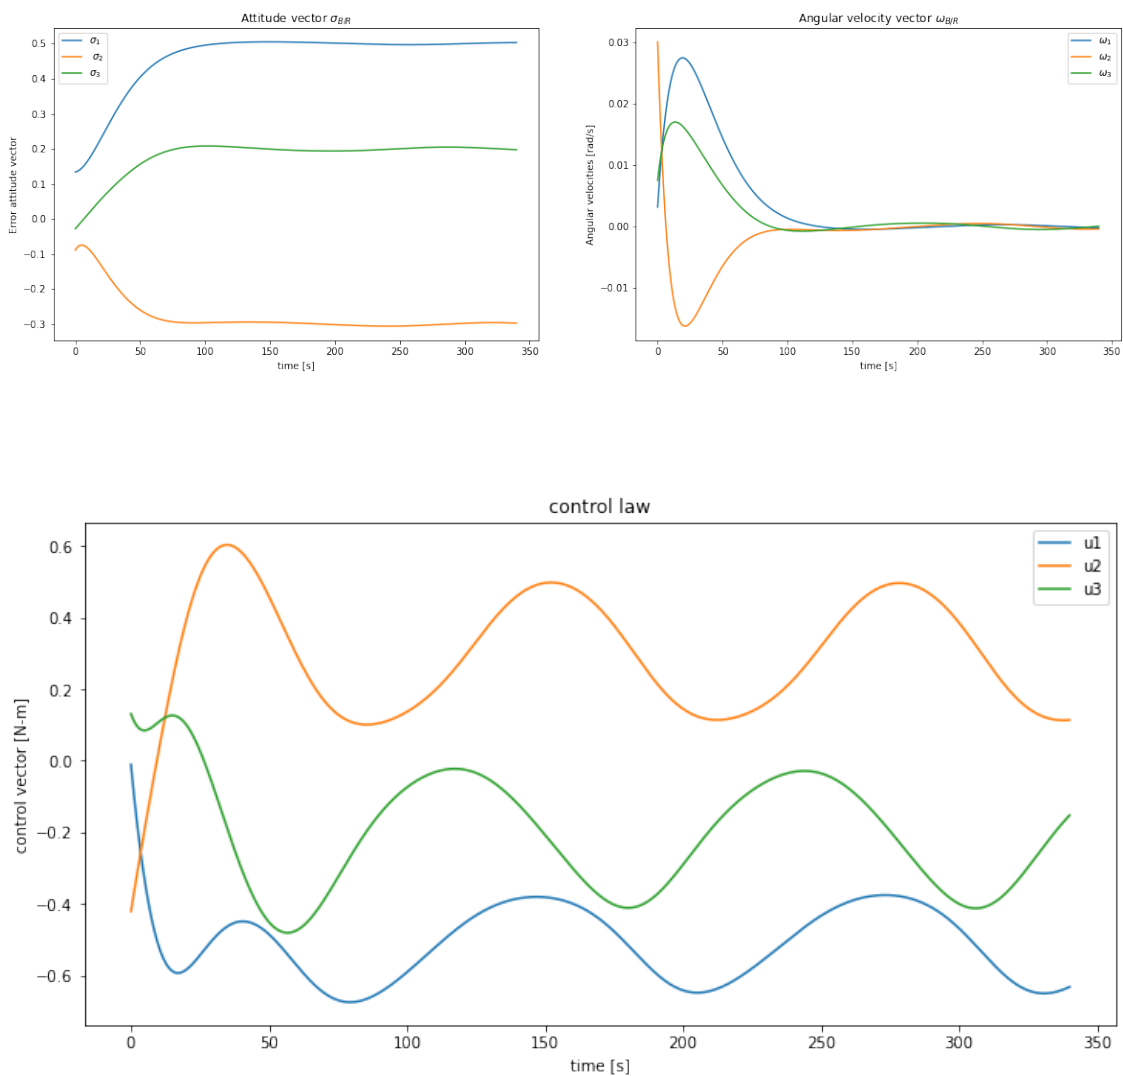 Attitude vector σB/R
0.5
0.4
0.3
0.2
0.1
0.0
−0.1
−0.2
−0.3
Error attitude vector
σ1
σ2
σ3
0 50 100 150 200 250 300 350
time [s]
Angular velocity vector ωB/R
0.03
0.02
0.01
0.00
−0.01
Angular velocities [rad/s]
ω1
ω2
ω3
0 50 100 150 200 250 300 350
time [s]
control law
0.6
0.4
0.2
0.0
−0.2
−0.4
−0.6
control vector [N-m]
u1
u2
u3
0 50 100 150 200 250 300 350
time [s]